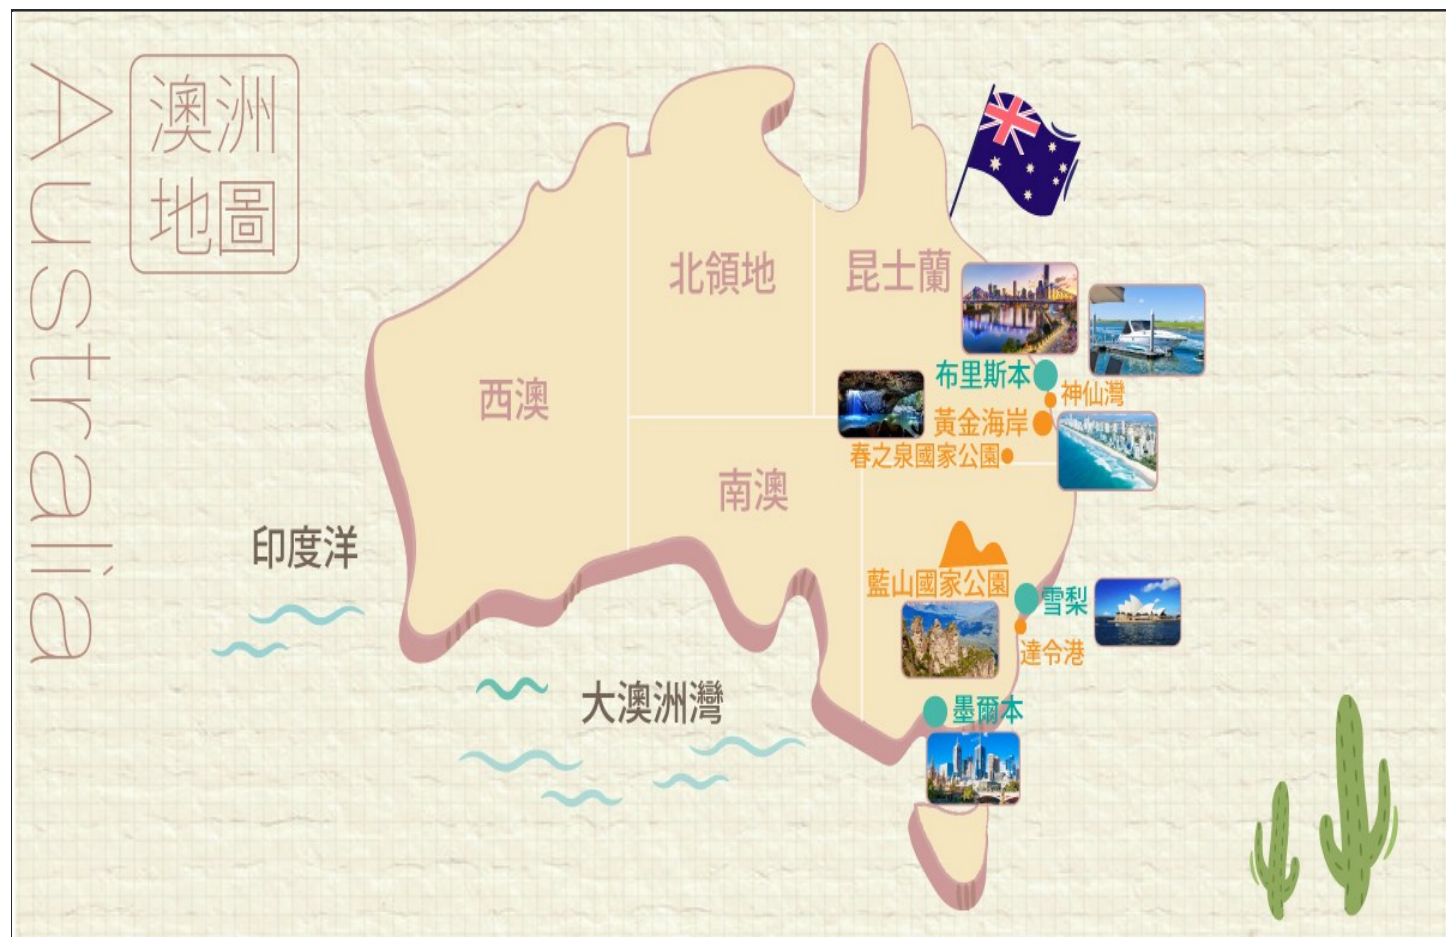 澳洲
地圖
Australia
北領地
昆士蘭
西澳
布里斯本
神仙灣
黃金海岸
春之泉國家公園
南澳
印度洋
藍山國家公園
雪梨
達令港
大澳洲灣
墨爾本